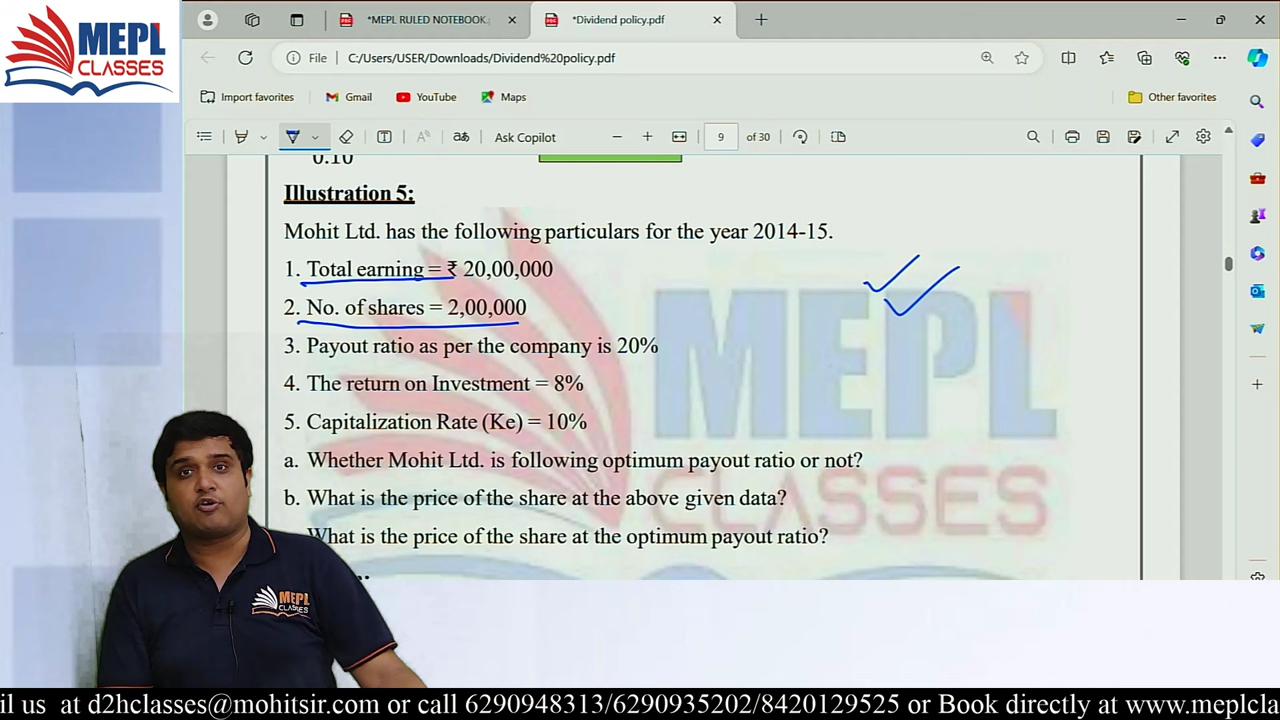 MEPL
CLASSES
*MEPL RULED NOTEBOOK.
*Dividend policy.pdf
File
C:/Users/USER/Downloads/Dividend%20policy.pdf
Import favorites
Gmail
YouTube
Maps
Other favorites
Ask Copilot
9 of 30
0.10
Illustration 5:
Mohit Ltd. has the following particulars for the year 2014-15.
1. Total earning = ₹ 20,00,000
2. No. of shares = 2,00,000
3. Payout ratio as per the company is 20%
4. The return on Investment = 8%
5. Capitalization Rate (Ke) = 10%
a. Whether Mohit Ltd. is following optimum payout ratio or not?
b. What is the price of the share at the above given data?
What is the price of the share at the optimum payout ratio?
MEPL
CLASSES
MEPL
CLASSES
il us at d2hclasses@mohitsir.com or call 6290948313/6290935202/8420129525 or Book directly at www.meplcla